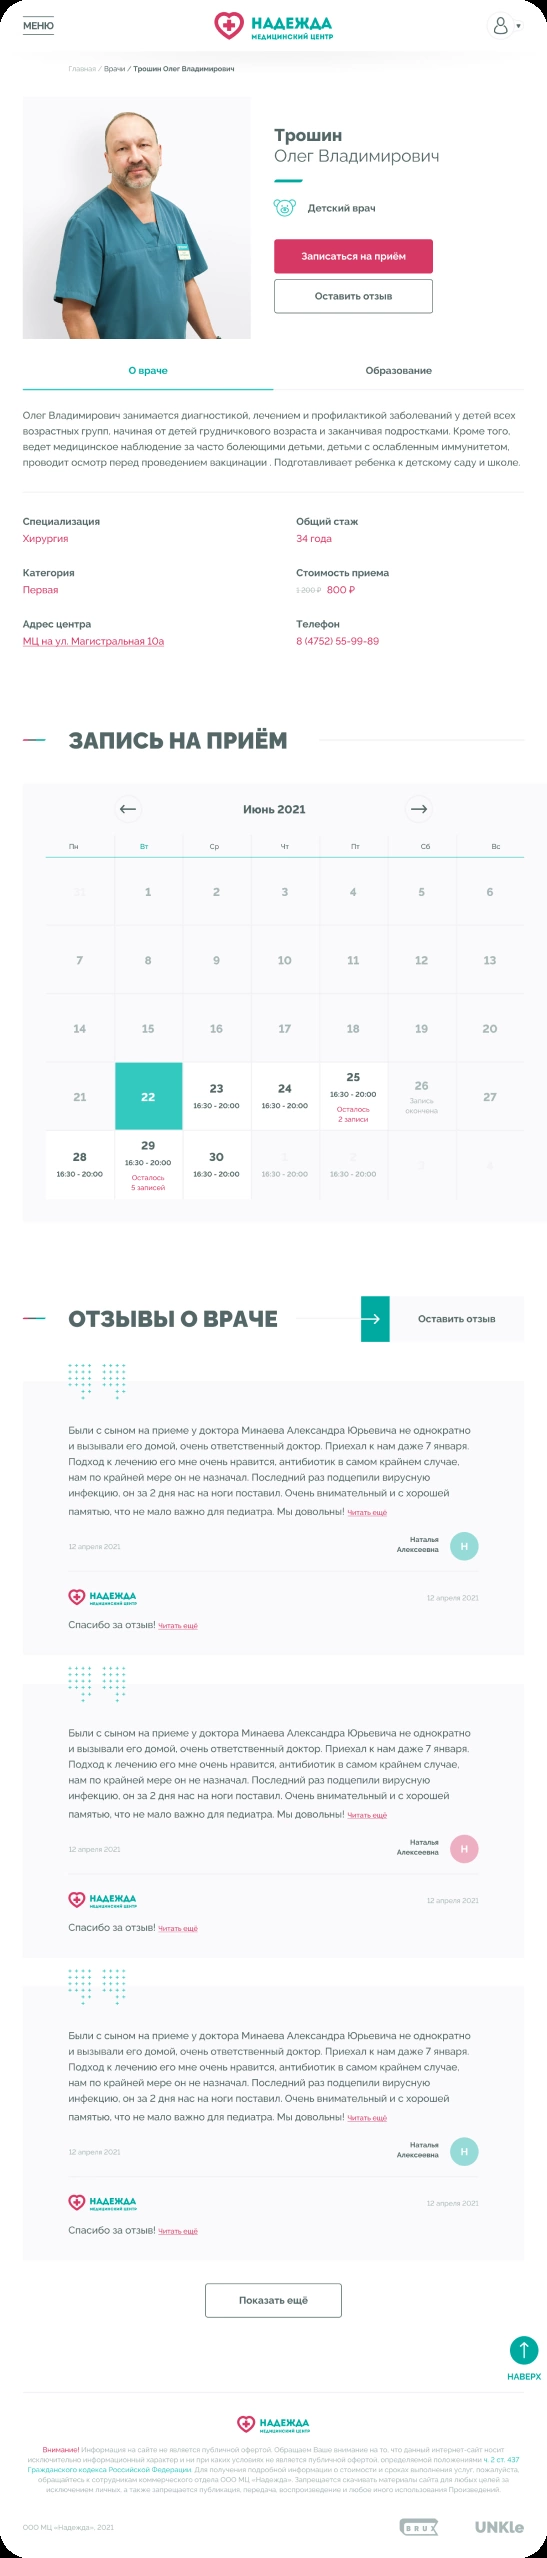 МЕНЮ
НАДЕЖДА
МЕДИЦИНСКИЙ ЦЕНТР
Главная / Врачи / Трошин Олег Владимирович
Трошин
Олег Владимирович
Детский врач
Записаться на приём
Оставить отзыв
О враче
Образование
Олег Владимирович занимается диагностикой, лечением и профилактикой заболеваний у детей всех
возрастных групп, начиная от детей грудничкового возраста и заканчивая подростками. Кроме того,
ведет медицинское наблюдение за часто болеющими детьми, детьми с ослабленным иммунитетом,
проводит осмотр перед проведением вакцинации . Подготавливает ребенка к детскому саду и школе.
Специализация
Хирургия
Общий стаж
34 года
Категория
Первая
Стоимость приема
1 200 ₽ 800 ₽
Адрес центра
МЦ на ул. Магистральная 10а
Телефон
8 (4752) 55-99-89
ЗАПИСЬ НА ПРИЁМ
Июнь 2021
Пн Вт Ср Чт Пт Сб Вс
31 1 2 3 4 5 6
7 8 9 10 11 12 13
14 15 16 17 18 19 20
21
22
23
16:30 - 20:00
24
16:30 - 20:00
25
16:30 - 20:00
Осталось
2 записи
26
Запись
окончена
27
28
16:30 - 20:00
29
16:30 - 20:00
Осталось
5 записей
30
16:30 - 20:00
1
16:30 - 20:00
2
16:30 - 20:00
3
4
ОТЗЫВЫ О ВРАЧЕ
Оставить отзыв
Были с сыном на приеме у доктора Минаева Александра Юрьевича не однократно
и вызывали его домой, очень ответственный доктор. Приехал к нам даже 7 января.
Подход к лечению его мне очень нравится, антибиотик в самом крайнем случае,
нам по крайней мере он не назначал. Последний раз подцепили вирусную
инфекцию, он за 2 дня нас на ноги поставил. Очень внимательный и с хорошей
памятью, что не мало важно для педиатра. Мы довольны! Читать ещё
12 апреля 2021
Наталья
Алексеевна
Н
НАДЕЖДА
МЕДИЦИНСКИЙ ЦЕНТР
12 апреля 2021
Спасибо за отзыв! Читать ещё
Были с сыном на приеме у доктора Минаева Александра Юрьевича не однократно
и вызывали его домой, очень ответственный доктор. Приехал к нам даже 7 января.
Подход к лечению его мне очень нравится, антибиотик в самом крайнем случае,
нам по крайней мере он не назначал. Последний раз подцепили вирусную
инфекцию, он за 2 дня нас на ноги поставил. Очень внимательный и с хорошей
памятью, что не мало важно для педиатра. Мы довольны! Читать ещё
12 апреля 2021
Наталья
Алексеевна
Н
НАДЕЖДА
МЕДИЦИНСКИЙ ЦЕНТР
12 апреля 2021
Спасибо за отзыв! Читать ещё
Были с сыном на приеме у доктора Минаева Александра Юрьевича не однократно
и вызывали его домой, очень ответственный доктор. Приехал к нам даже 7 января.
Подход к лечению его мне очень нравится, антибиотик в самом крайнем случае,
нам по крайней мере он не назначал. Последний раз подцепили вирусную
инфекцию, он за 2 дня нас на ноги поставил. Очень внимательный и с хорошей
памятью, что не мало важно для педиатра. Мы довольны! Читать ещё
12 апреля 2021
Наталья
Алексеевна
Н
НАДЕЖДА
МЕДИЦИНСКИЙ ЦЕНТР
12 апреля 2021
Спасибо за отзыв! Читать ещё
Показать ещё
НАВЕРХ
НАДЕЖДА
МЕДИЦИНСКИЙ ЦЕНТР
Внимание! Информация на сайте не является публичной офертой. Обращаем Ваше внимание на то, что данный интернет-сайт носит
исключительно информационный характер и ни при каких условиях не является публичной офертой, определяемой положениями ч. 2 ст. 437
Гражданского кодекса Российской Федерации. Для получения подробной информации о стоимости и сроках выполнения услуг, пожалуйста,
обращайтесь к сотрудникам коммерческого отдела ООО МЦ «Надежда». Запрещается скачивать материалы сайта для любых целей за
исключением личных, а также запрещается публикация, передача, воспроизведение и любое иного использования Произведений.
ООО МЦ «Надежда», 2021
BRUX
UNKle